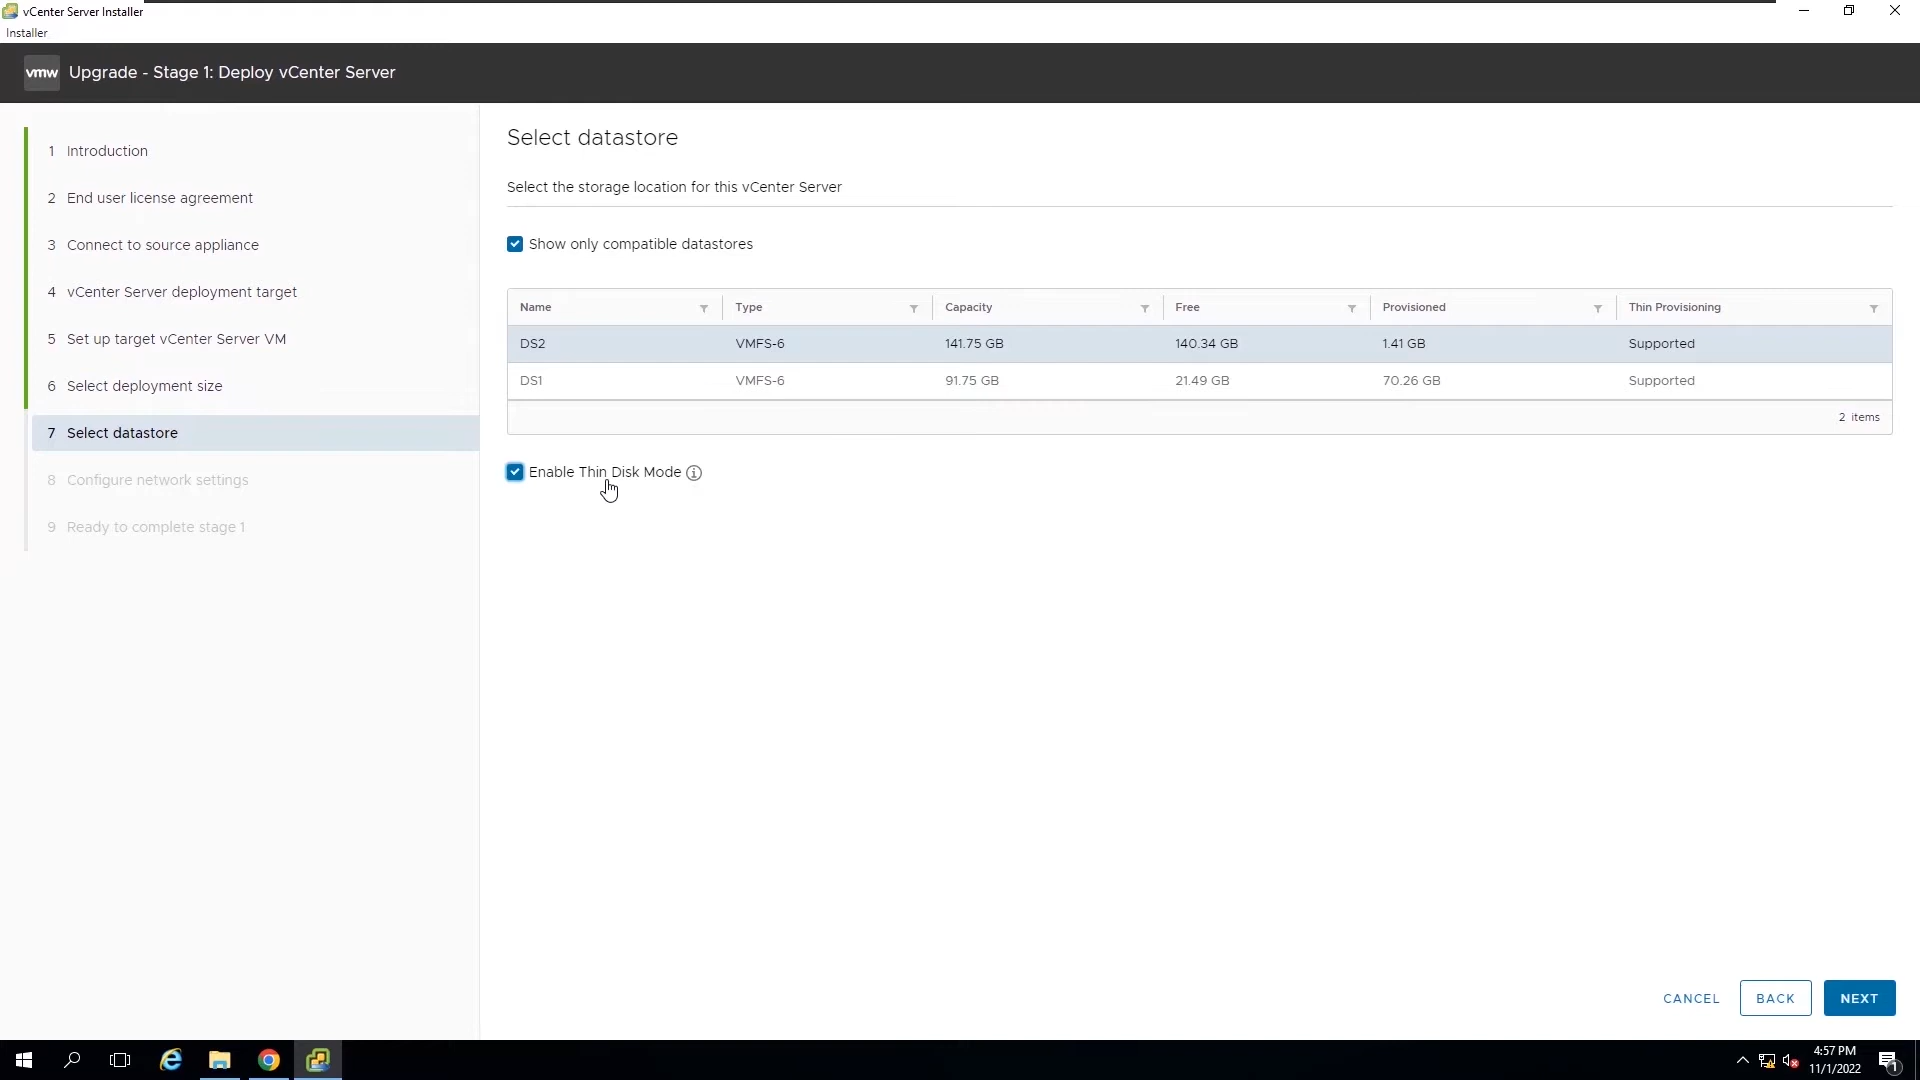 vCenter Server Installer
Installer
vmw Upgrade - Stage 1: Deploy vCenter Server
1 Introduction
2 End user license agreement
3 Connect to source appliance
4 vCenter Server deployment target
5 Set up target vCenter Server VM
6 Select deployment size
7 Select datastore
8 Configure network settings
9 Ready to complete stage 1
Select datastore
Select the storage location for this vCenter Server
Show only compatible datastores
Name Type Capacity Free Provisioned Thin Provisioning
DS2 VMFS-6 141.75 GB 140.34 GB 1.41 GB Supported
DS1 VMFS-6 91.75 GB 21.49 GB 70.26 GB Supported
2 items
Enable Thin Disk Mode
CANCEL BACK NEXT
4:57 PM
11/1/2022
1